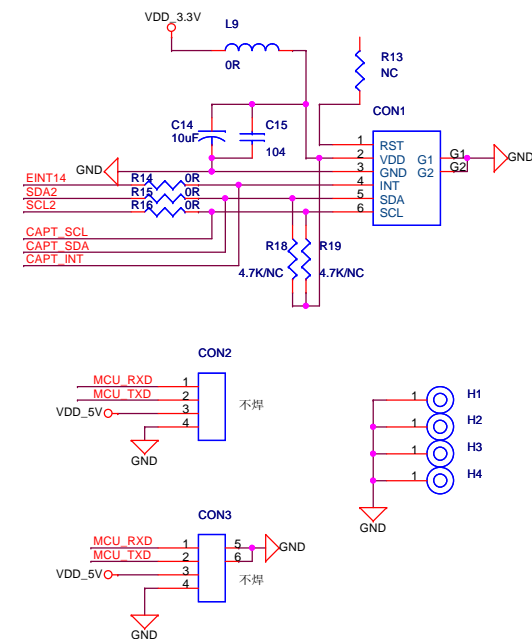 VDD_3.3V
L9
0R
R13
NC
CON1
C14
10uF
C15
104
1 RST
2 VDD G1 G1
3 GND G2 G2
4 INT
5 SDA
6 SCL
GND
GND
EINT14 R14 0R
SDA2 R15 0R
SCL2 R16 0R
CAPT_SCL
CAPT_SDA
CAPT_INT
R18 R19
4.7K/NC 4.7K/NC
CON2
MCU_RXD 1
MCU_TXD 2
VDD_5V 3
4
不焊
GND
1 H1
1 H2
1 H3
1 H4
GND
CON3
MCU_RXD 1 5
MCU_TXD 2 6
VDD_5V 3
4
GND
不焊
GND